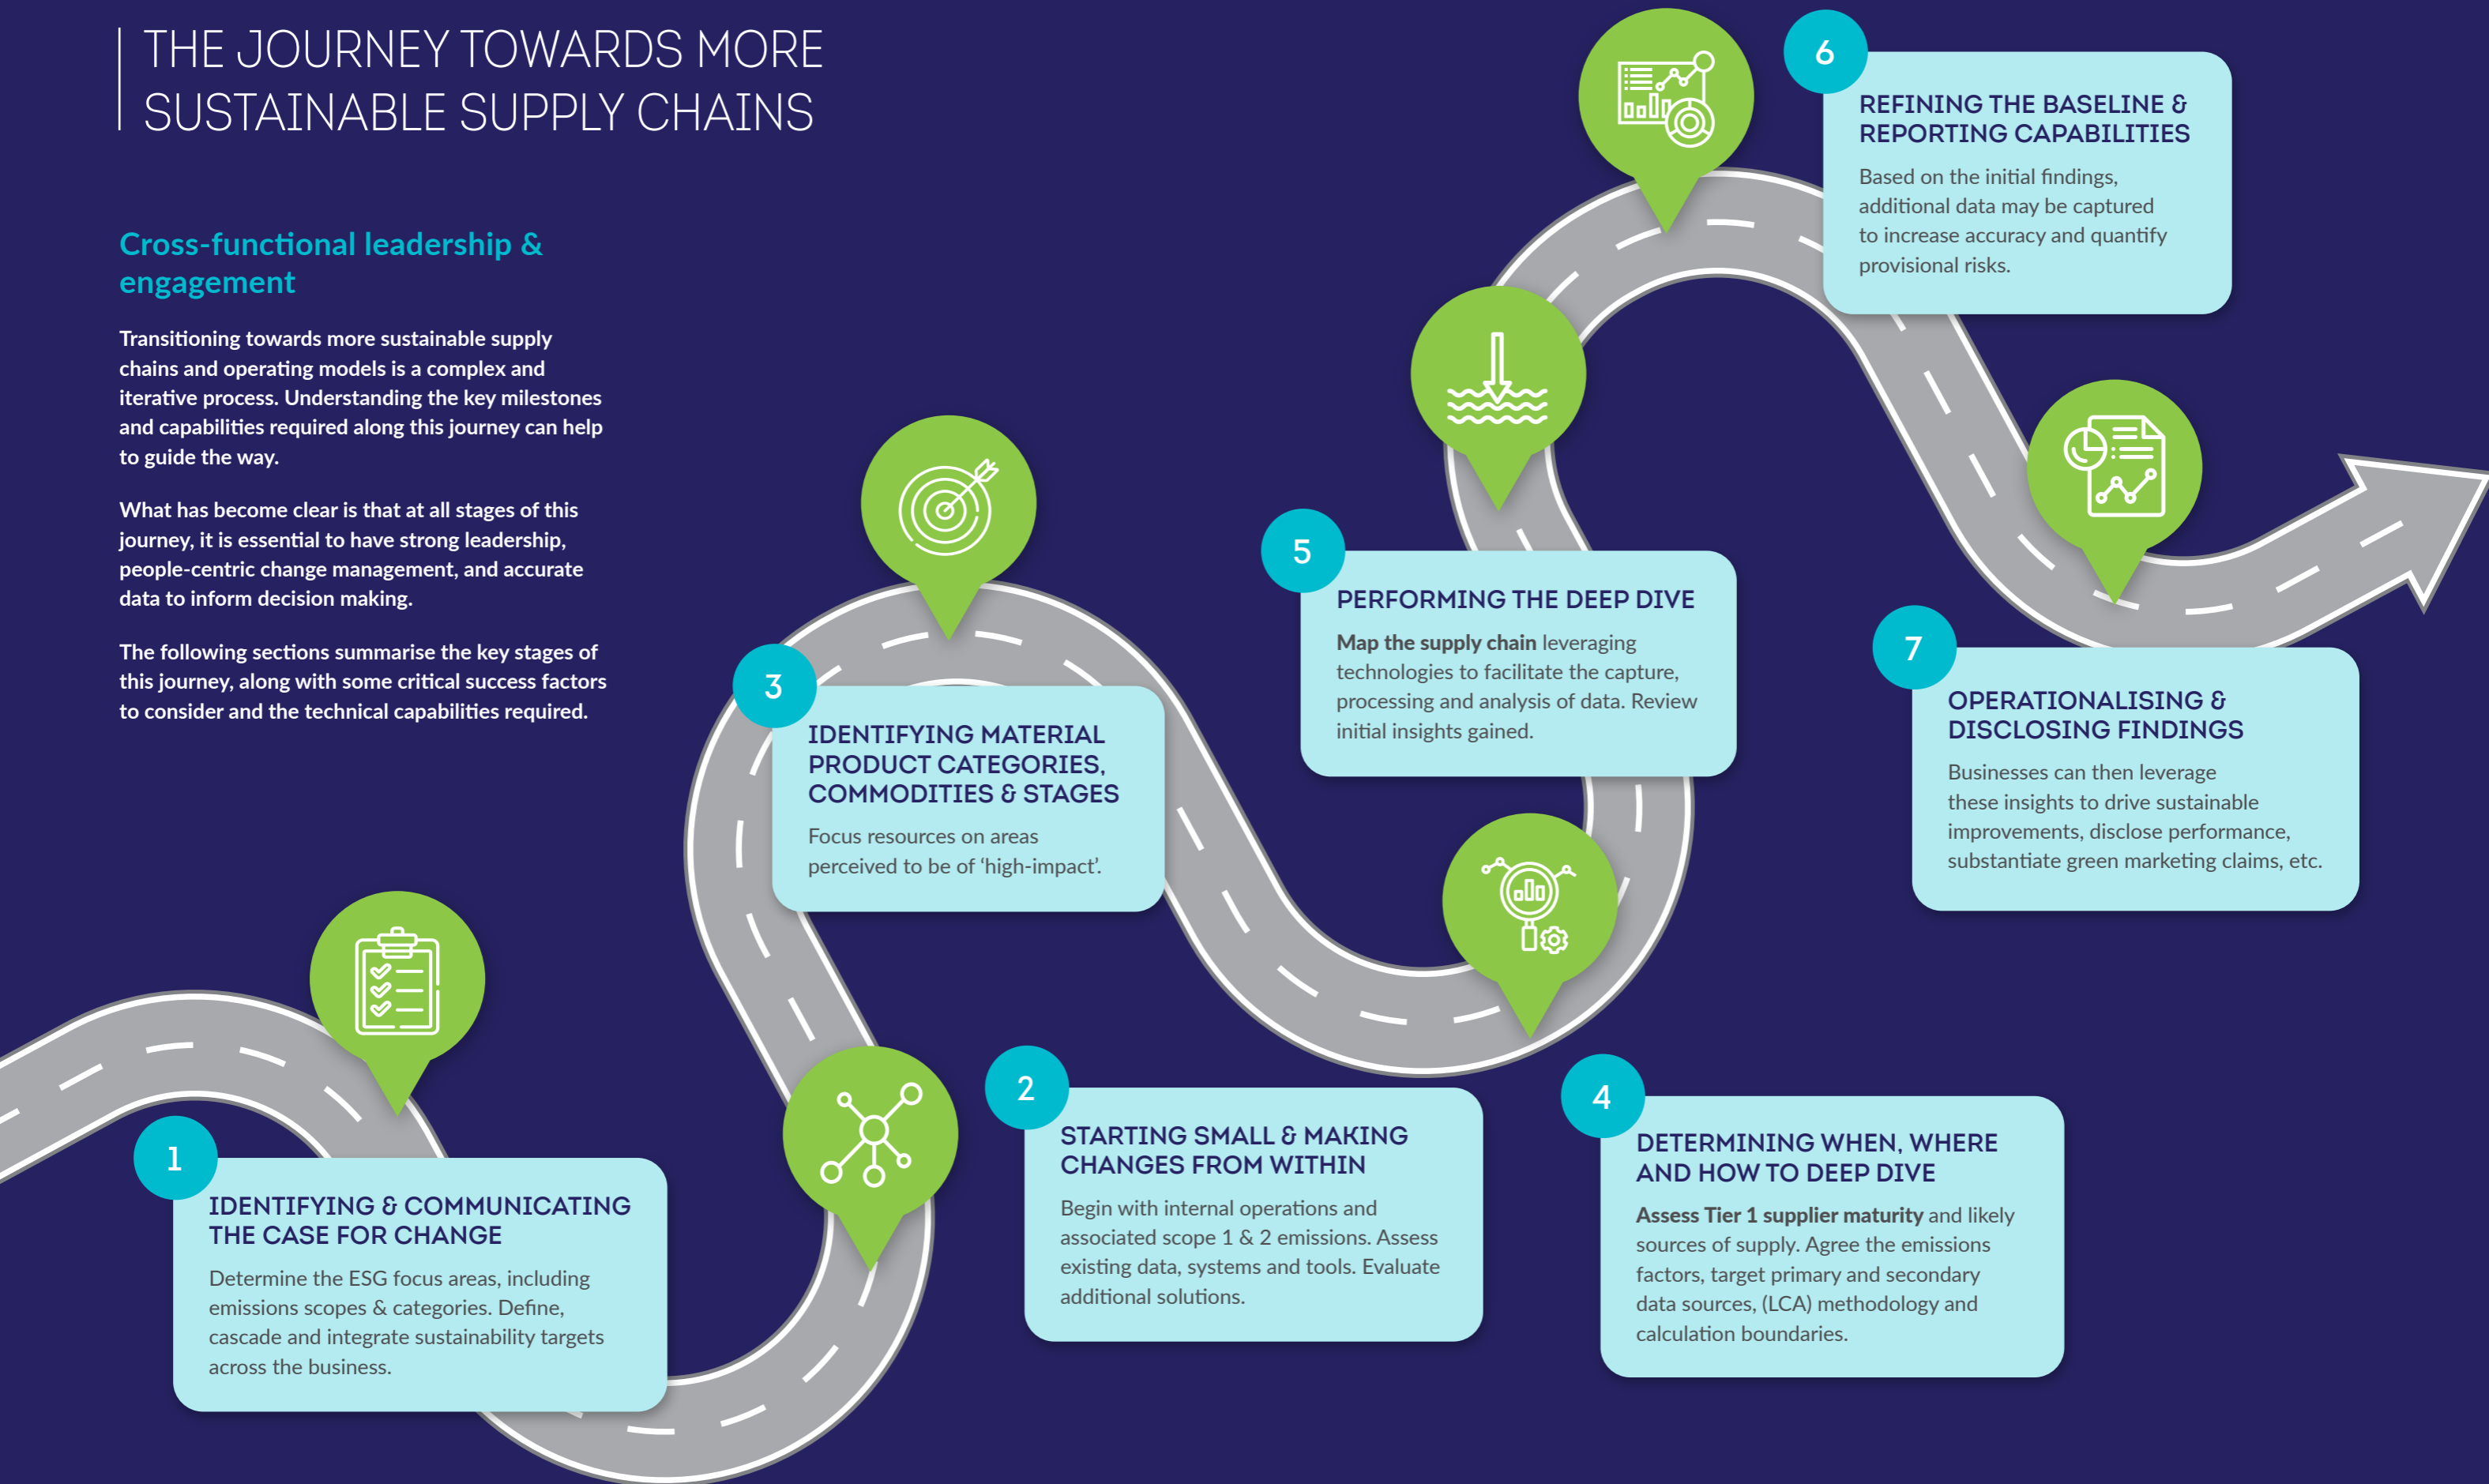 THE JOURNEY TOWARDS MORE
SUSTAINABLE SUPPLY CHAINS
Cross-functional leadership &
engagement
Transitioning towards more sustainable supply
chains and operating models is a complex and
iterative process. Understanding the key milestones
and capabilities required along this journey can help
to guide the way.
What has become clear is that at all stages of this
journey, it is essential to have strong leadership,
people-centric change management, and accurate
data to inform decision making.
The following sections summarise the key stages of
this journey, along with some critical success factors
to consider and the technical capabilities required.
1
IDENTIFYING & COMMUNICATING
THE CASE FOR CHANGE
Determine the ESG focus areas, including
emissions scopes & categories. Define,
cascade and integrate sustainability targets
across the business.
2
STARTING SMALL & MAKING
CHANGES FROM WITHIN
Begin with internal operations and
associated scope 1 & 2 emissions. Assess
existing data, systems and tools. Evaluate
additional solutions.
3
IDENTIFYING MATERIAL
PRODUCT CATEGORIES,
COMMODITIES & STAGES
Focus resources on areas
perceived to be of ‘high-impact’.
4
DETERMINING WHEN, WHERE
AND HOW TO DEEP DIVE
Assess Tier 1 supplier maturity and likely
sources of supply. Agree the emissions
factors, target primary and secondary
data sources, (LCA) methodology and
calculation boundaries.
5
PERFORMING THE DEEP DIVE
Map the supply chain leveraging
technologies to facilitate the capture,
processing and analysis of data. Review
initial insights gained.
6
REFINING THE BASELINE &
REPORTING CAPABILITIES
Based on the initial findings,
additional data may be captured
to increase accuracy and quantify
provisional risks.
7
OPERATIONALISING &
DISCLOSING FINDINGS
Businesses can then leverage
these insights to drive sustainable
improvements, disclose performance,
substantiate green marketing claims, etc.